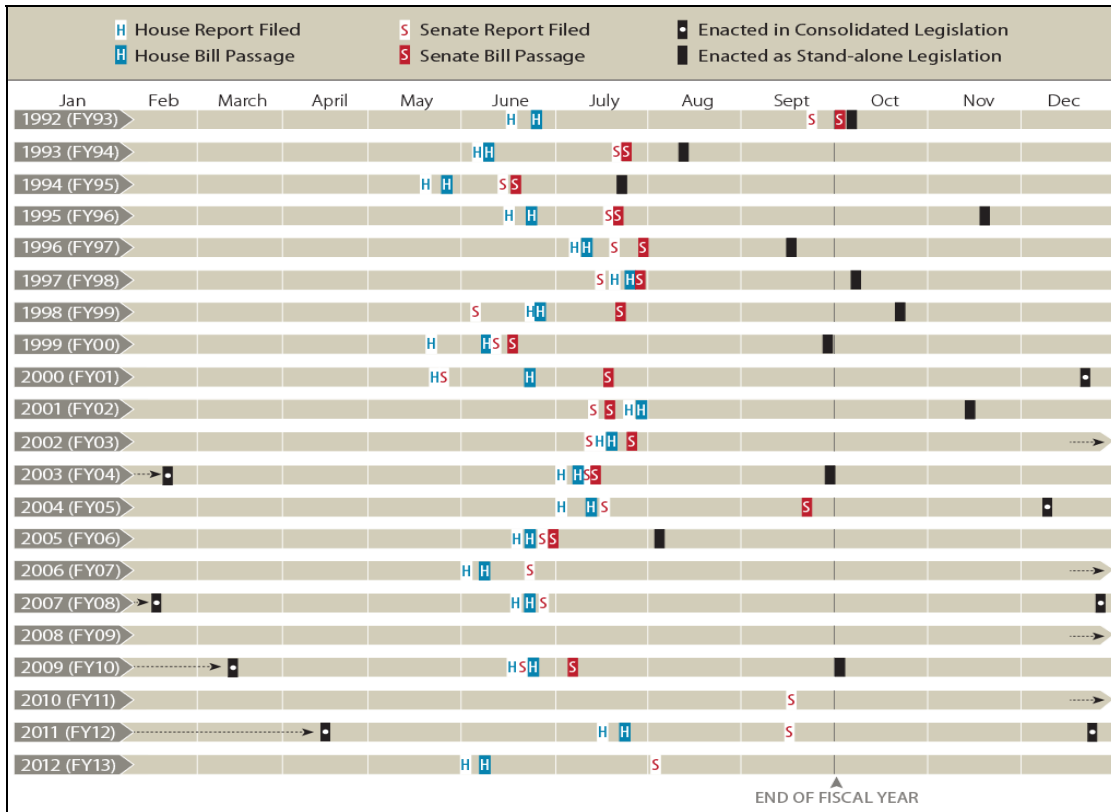 H House Report Filed S Senate Report Filed Enacted in Consolidated Legislation
H House Bill Passage S Senate Bill Passage Enacted as Stand-alone Legislation
Jan Feb March April May June July Aug Sept Oct Nov Dec
1992 (FY93) H H S S
1993 (FY94) H H S S
1994 (FY95) H H S S
1995 (FY96) H H S S
1996 (FY97) H H S S
1997 (FY98) S H H S
1998 (FY99) S H H S
1999 (FY00) H H S S
2000 (FY01) H S H S
2001 (FY02) S S H H
2002 (FY03) S H H S
2003 (FY04) H H S S
2004 (FY05) H H S S
2005 (FY06) H H S S
2006 (FY07) H H S
2007 (FY08) H H S
2008 (FY09)
2009 (FY10) H S H S
2010 (FY11) S
2011 (FY12) H H S
2012 (FY13) H H S
END OF FISCAL YEAR